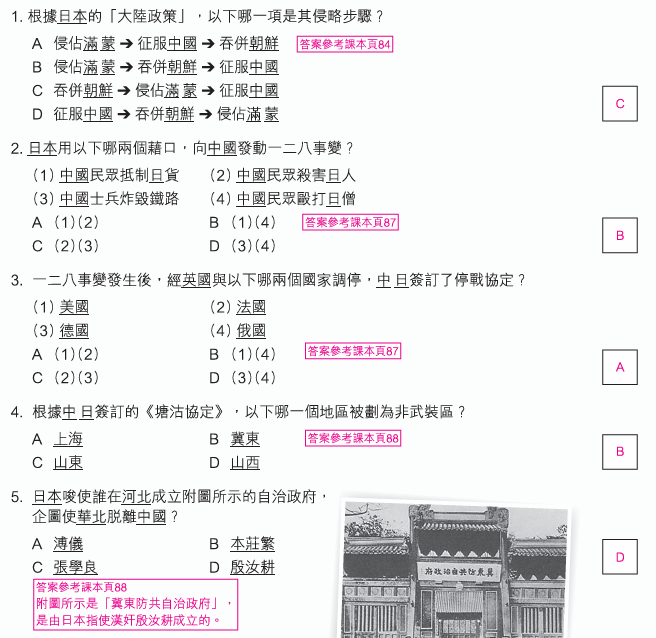 1. 根據日本的「大陸政策」，以下哪一項是其侵略步驟？
A 侵佔滿蒙 ➔ 征服中國 ➔ 吞併朝鮮 答案參考課本頁84
B 侵佔滿蒙 ➔ 吞併朝鮮 ➔ 征服中國
C 吞併朝鮮 ➔ 侵佔滿蒙 ➔ 征服中國
D 征服中國 ➔ 吞併朝鮮 ➔ 侵佔滿蒙 C
2. 日本用以下哪兩個藉口，向中國發動一二八事變？
(1) 中國民眾抵制日貨 (2) 中國民眾殺害日人
(3) 中國士兵炸毀鐵路 (4) 中國民眾毆打日僧
A (1)(2) B (1)(4) 答案參考課本頁87
C (2)(3) D (3)(4) B
3. 一二八事變發生後，經英國與以下哪兩個國家調停，中日簽訂了停戰協定？
(1) 美國 (2) 法國
(3) 德國 (4) 俄國
A (1)(2) B (1)(4) 答案參考課本頁87
C (2)(3) D (3)(4) A
4. 根據中日簽訂的《塘沽協定》，以下哪一個地區被劃為非武裝區？
A 上海 B 冀東 答案參考課本頁88
C 山東 D 山西 B
5. 日本唆使誰在河北成立附圖所示的自治政府，
企圖使華北脱離中國？
A 溥儀 B 本莊繁
C 張學良 D 殷汝耕 D
答案參考課本頁88
附圖所示是「冀東防共自治政府」，
是由日本指使漢奸殷汝耕成立的。
府政治自共防東冀